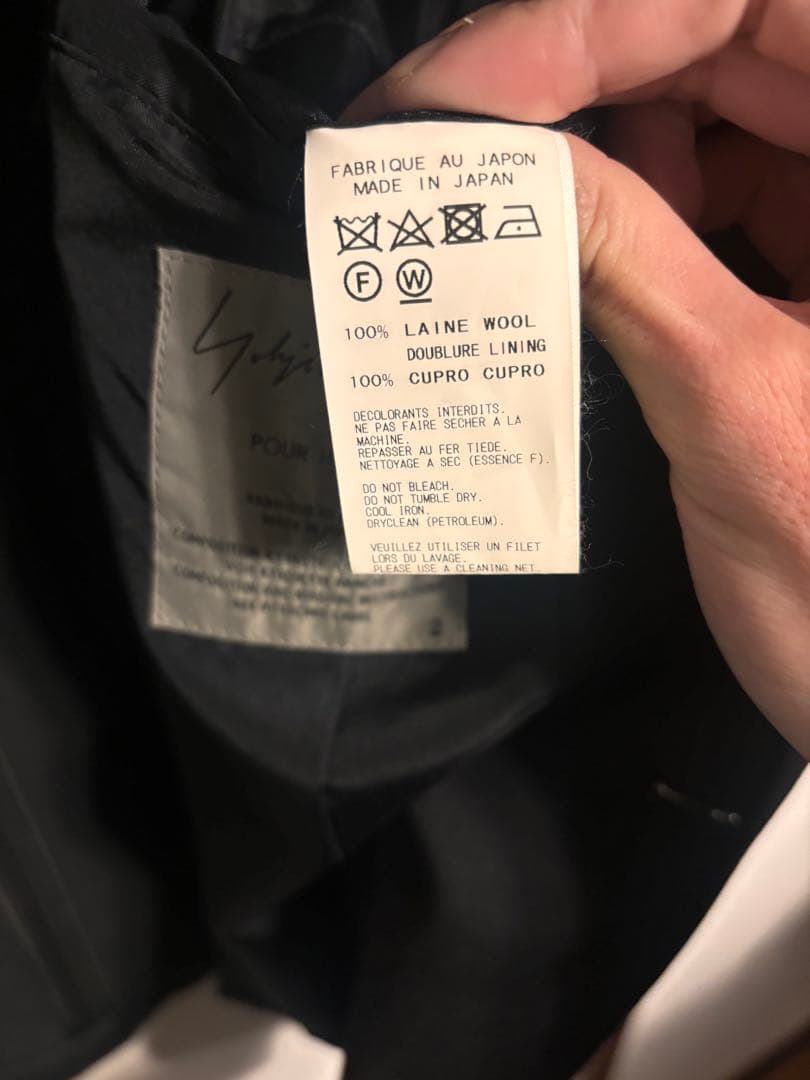 FABRIQUE AU JAPON
MADE IN JAPAN
F W
100% LAINE WOOL
DOUBLURE LINING
100% CUPRO CUPRO
DECOLORANTS INTERDITS.
NE PAS FAIRE SECHER A LA
MACHINE.
REPASSER AU FER TIEDE.
NETTOYAGE A SEC (ESSENCE F).
DO NOT BLEACH.
DO NOT TUMBLE DRY.
COOL IRON.
DRYCLEAN (PETROLEUM).
VEUILLEZ UTILISER UN FILET
LORS DU LAVAGE.
PLEASE USE A CLEANING NET.
Yohji
POUR
2